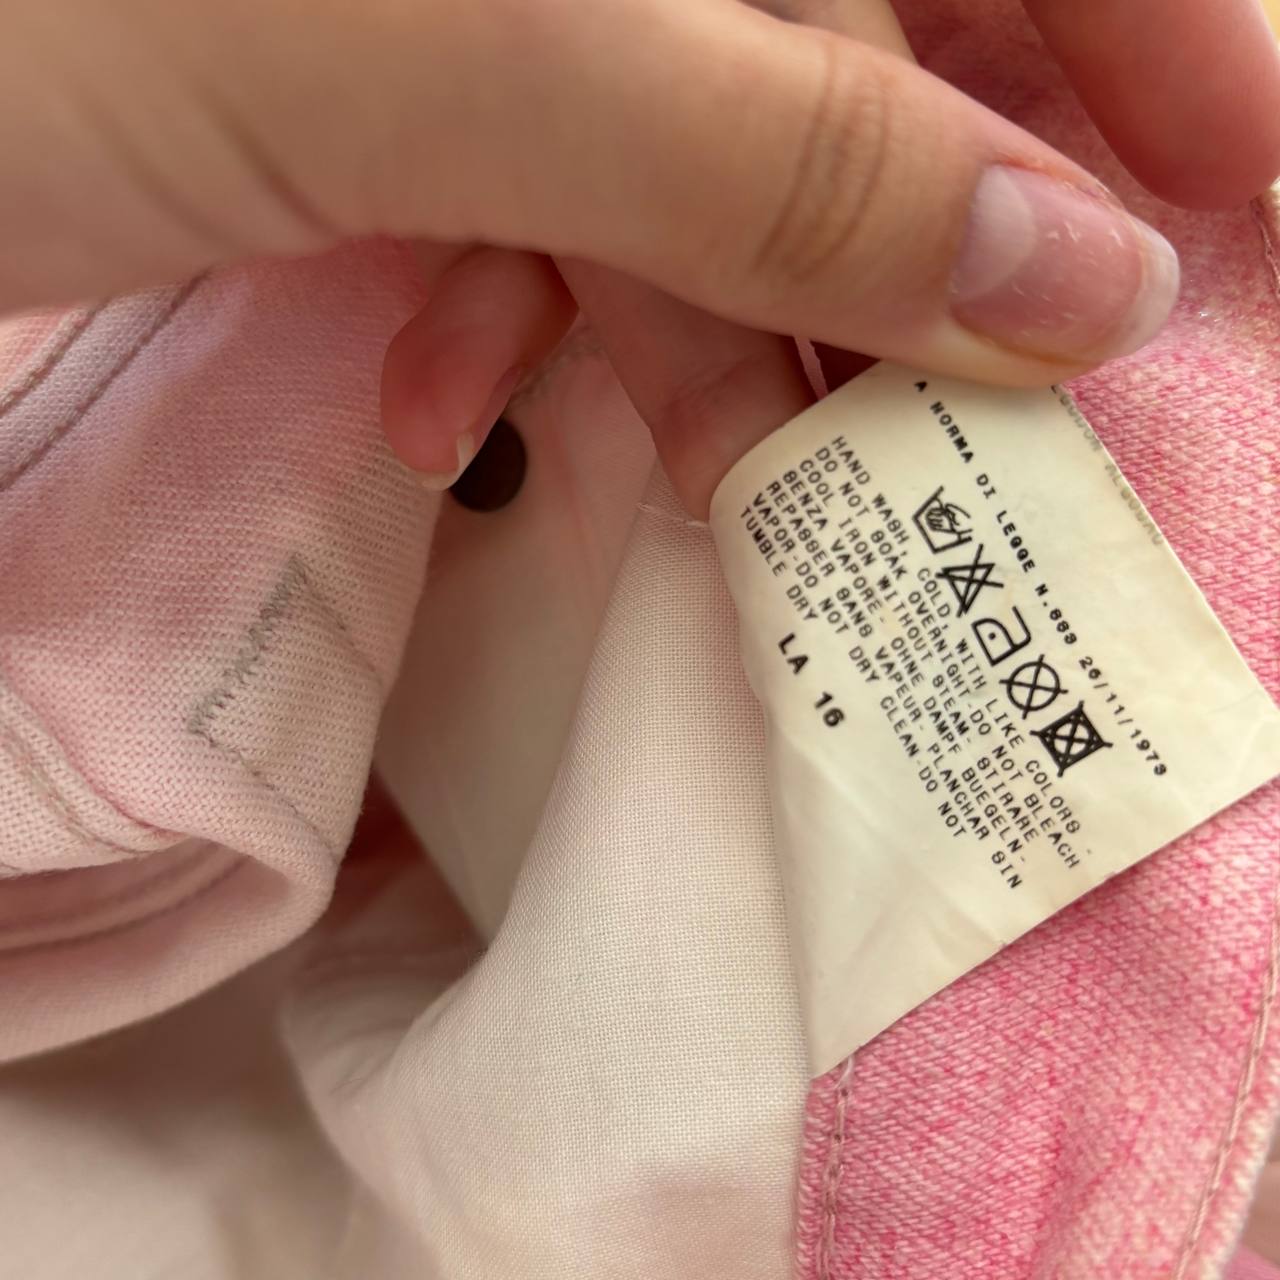 A NORMA DI LEGGE N.883 26/11/1973
HAND WASH, COLD, WITH LIKE COLORS -
DO NOT SOAK OVERNIGHT-DO NOT BLEACH
COOL IRON WITHOUT STEAM- STIRARE
SENZA VAPORE- OHNE DAMPF BUEGELN-
REPASSER SANS VAPEUR- PLANCHAR SIN
VAPOR-DO NOT DRY CLEAN-DO NOT
TUMBLE DRY
LA 16